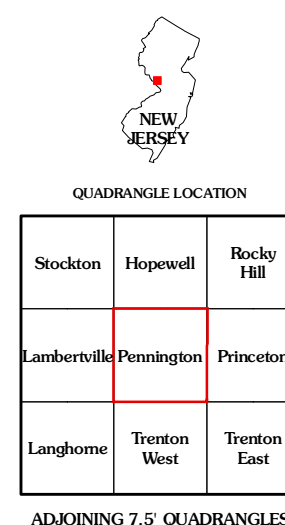 NEW
JERSEY
QUADRANGLE LOCATION
Stockton Hopewell Rocky
Hill
Lambertville Pennington Princeton
Langhorne Trenton
West Trenton
East
ADJOINING 7.5' QUADRANGLES